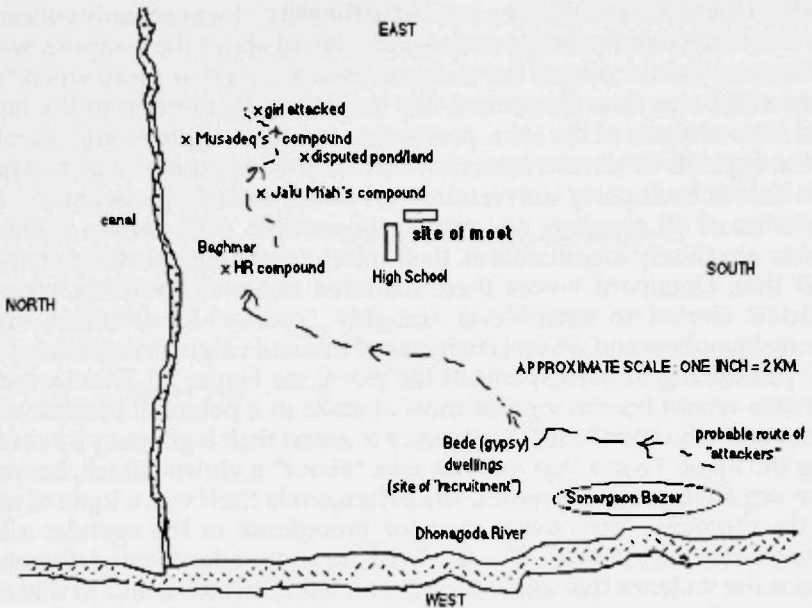 EAST
×girl attacked
×Musadeq's compound
×disputed pond/land
×Jalu Miah's compound
canal
site of most
Baghmar
×HR compound
High School
SOUTH
NORTH
APPROXIMATE SCALE; ONE INCH = 2 KM.
Bede (gypsy)
dwellings
(site of "recruitment")
probable route of
"attackers"
Sonargaon Bazar
Dhonagoda River
WEST